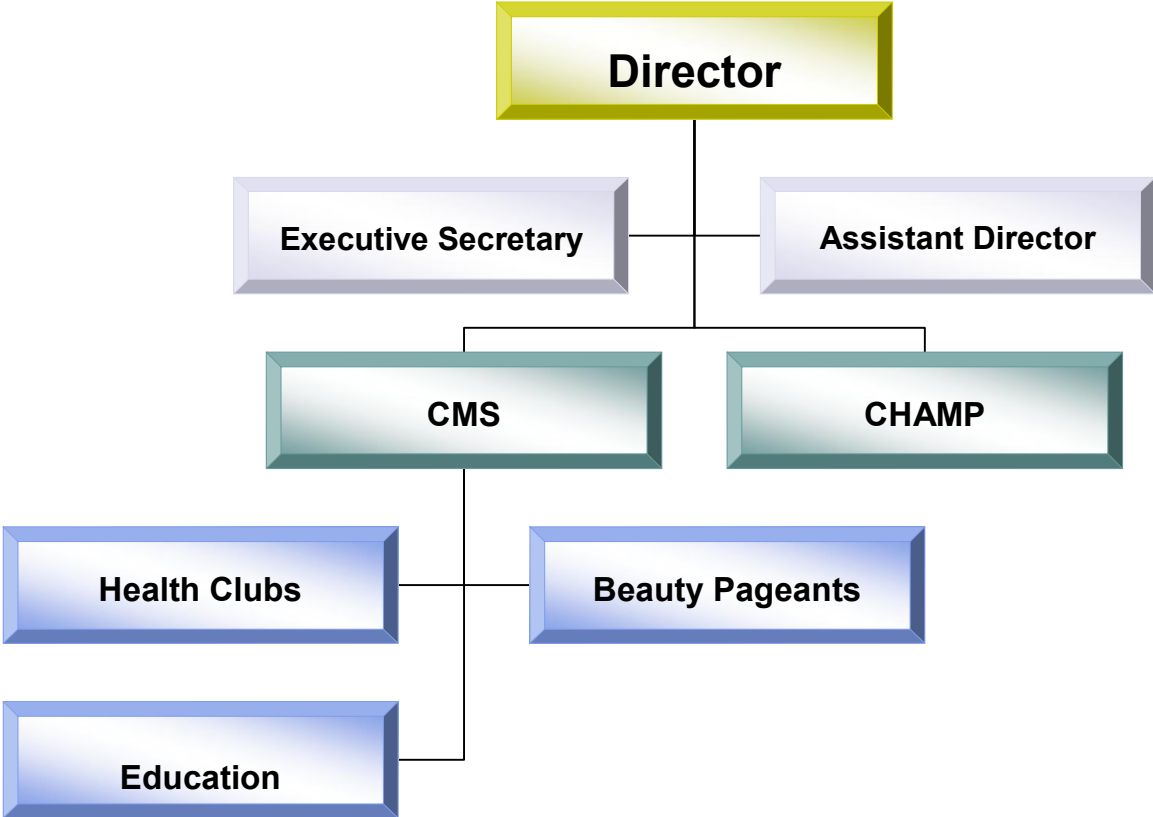 Director
Executive Secretary
Assistant Director
CMS
CHAMP
Health Clubs
Beauty Pageants
Education